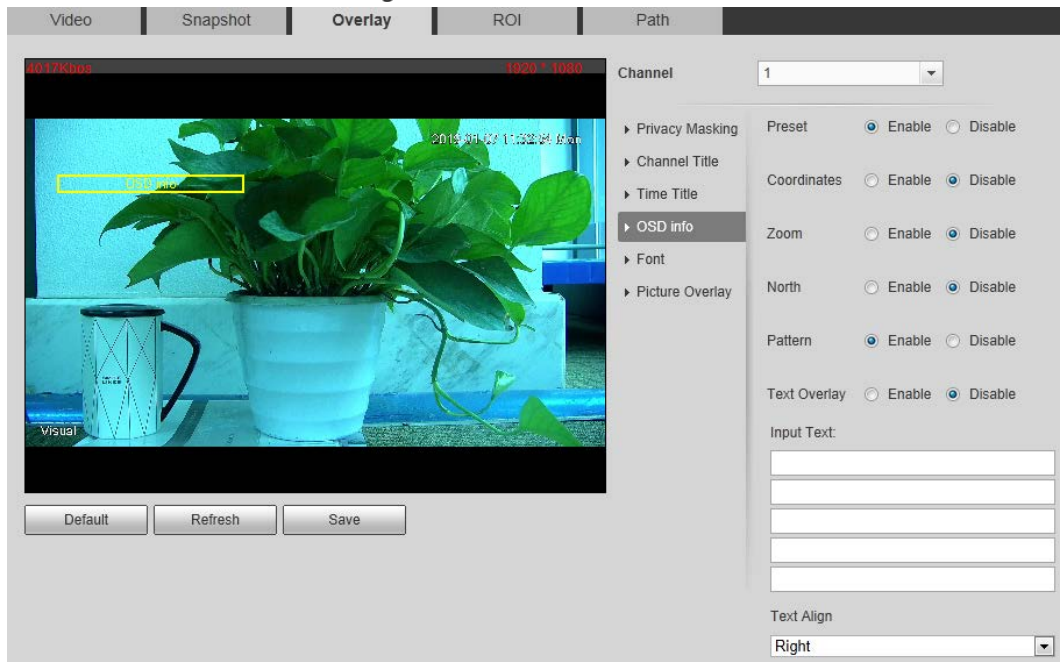 Video Snapshot Overlay ROI Path
4017Kbps 1920 * 1080
Channel 1
OSD info
Visual
Privacy Masking
Channel Title
Time Title
OSD info
Font
Picture Overlay
Preset Enable Disable
Coordinates Enable Disable
Zoom Enable Disable
North Enable Disable
Pattern Enable Disable
Text Overlay Enable Disable
Input Text:
Text Align
Right
Default Refresh Save